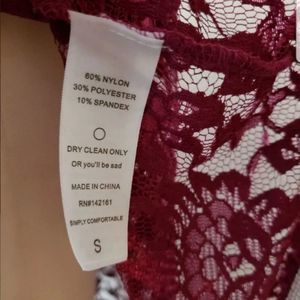 60% NYLON
30% POLYESTER
10% SPANDEX
DRY CLEAN ONLY
OR you'll be sad
MADE IN CHINA
RN#142161
SIMPLY COMFORTABLE
S